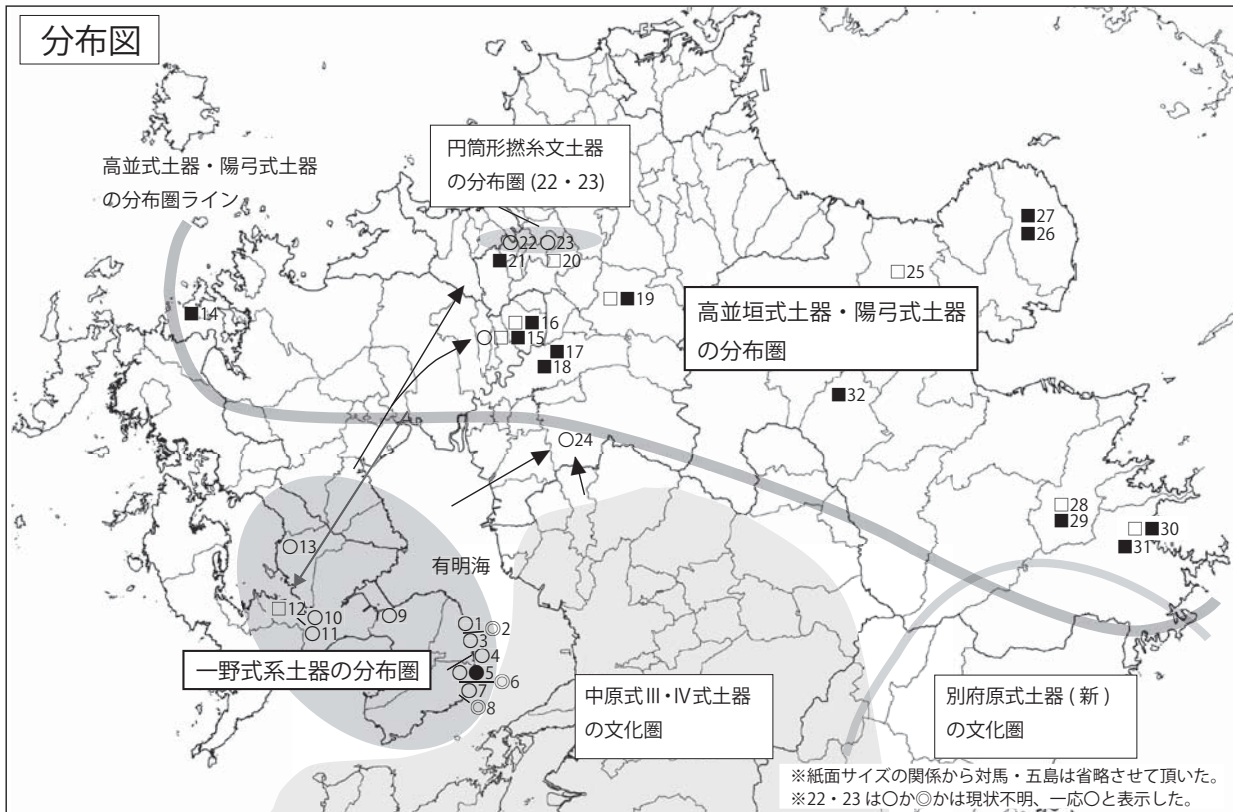 分布図
円筒形撚糸文土器
の分布圏(22・23)
高並式土器・陽弓式土器
の分布圏ライン
■27
■26
○22 ○23
■21
□20
□25
■14
□■19
高並垣式土器・陽弓式土器
の分布圏
□■16
○□■15
■17
■18
■32
○24
□28
■29
□■30
■31
○13
有明海
□12
○10
○11
○9
○1
◎2
○3
○4
○●5
◎6
○7
◎8
一野式系土器の分布圏
中原式Ⅲ・Ⅳ式土器
の文化圏
別府原式土器(新)
の文化圏
※紙面サイズの関係から対馬・五島は省略させて頂いた。
※22・23は○か◎かは現状不明、一応○と表示した。